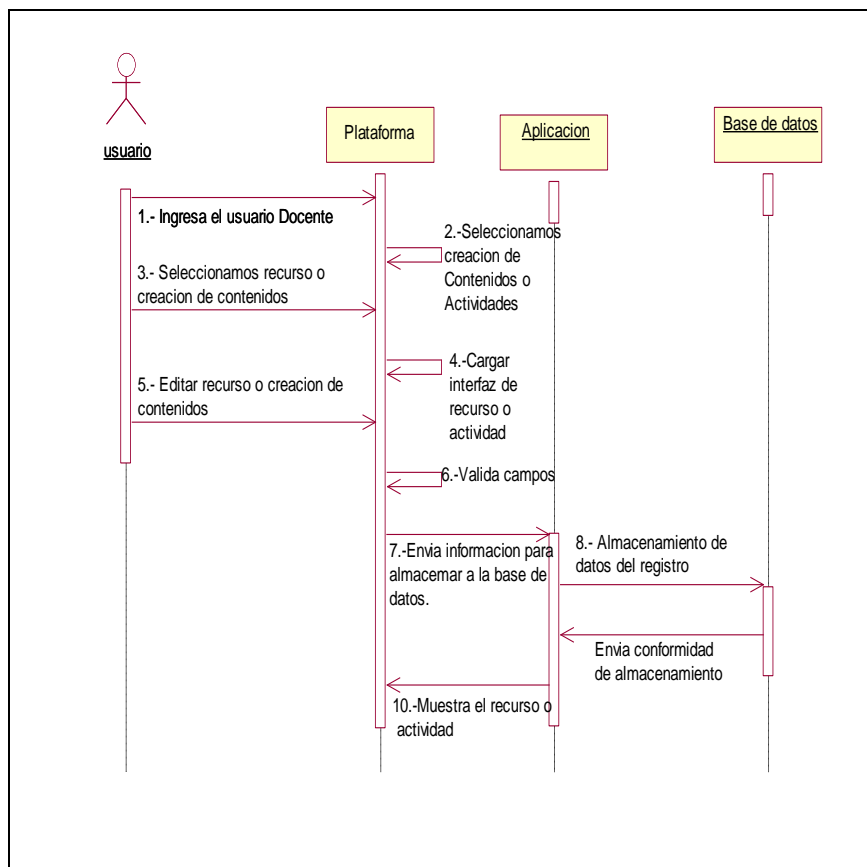 usuario
Plataforma
Aplicacion
Base de datos
1.- Ingresa el usuario Docente
2.-Seleccionamos
creacion de
Contenidos o
Actividades
3.- Seleccionamos recurso o
creacion de contenidos
4.-Cargar
interfaz de
recurso o
actividad
5.- Editar recurso o creacion de
contenidos
6.-Valida campos
7.-Envia informacion para
almacemar a la base de
datos.
8.- Almacenamiento de
datos del registro
Envia conformidad
de almacenamiento
10.-Muestra el recurso o
actividad